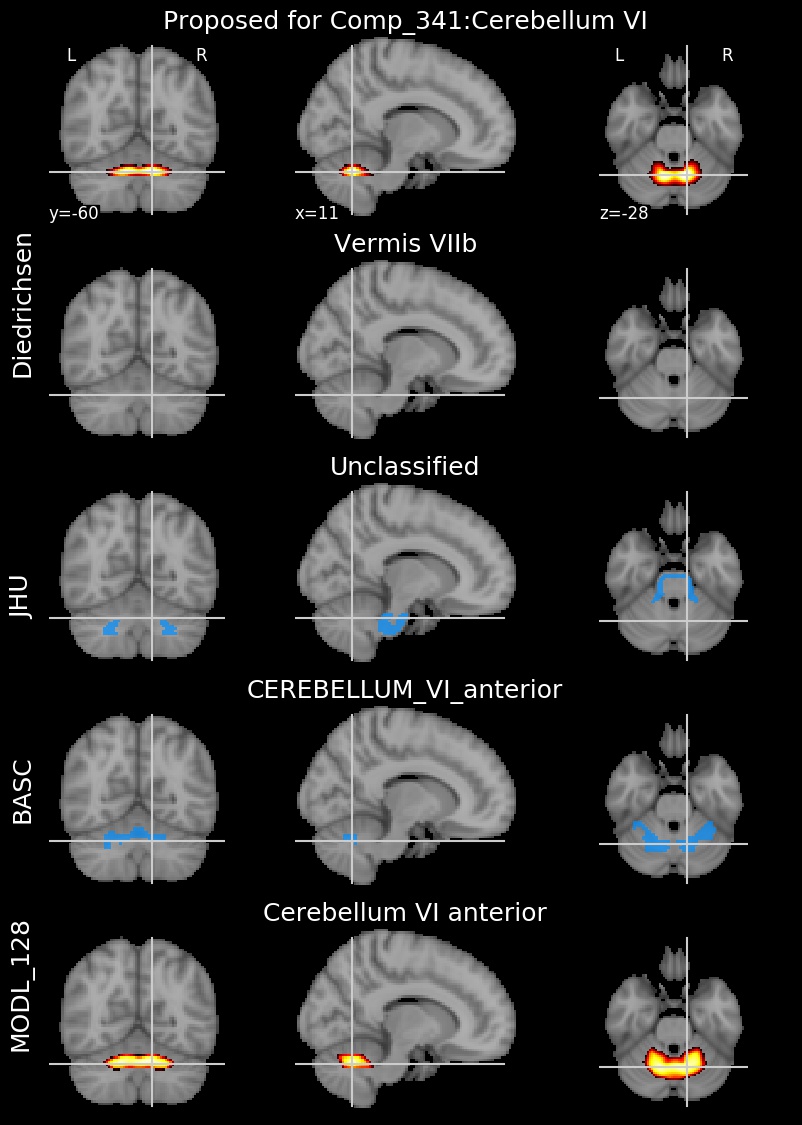 Proposed for Comp_341:Cerebellum VI
L R L R
y=-60 x=11 z=-28
Diedrichsen
Vermis VIIb
JHU
Unclassified
BASC
CEREBELLUM_VI_anterior
MODL_128
Cerebellum VI anterior